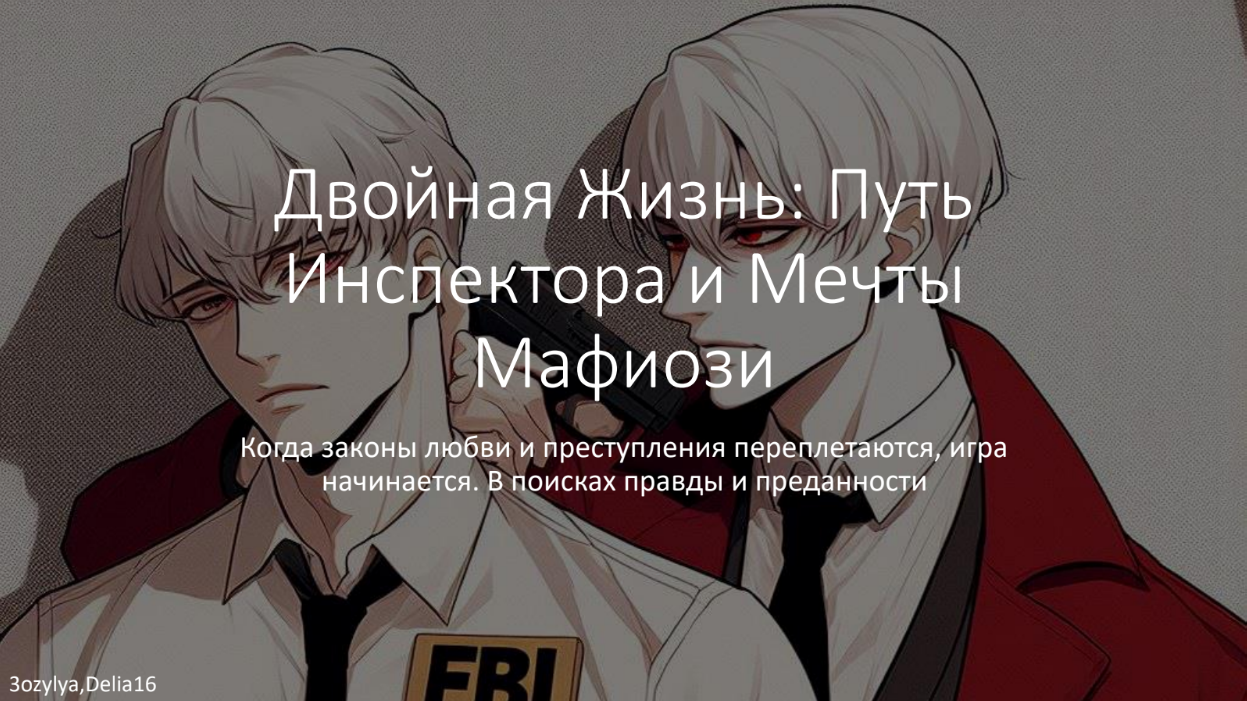 Двойная Жизнь: Путь
Инспектора и Мечты
Мафиози
Когда законы любви и преступления переплетаются, игра
начинается. В поисках правды и преданности
FBI
3ozylya,Delia16